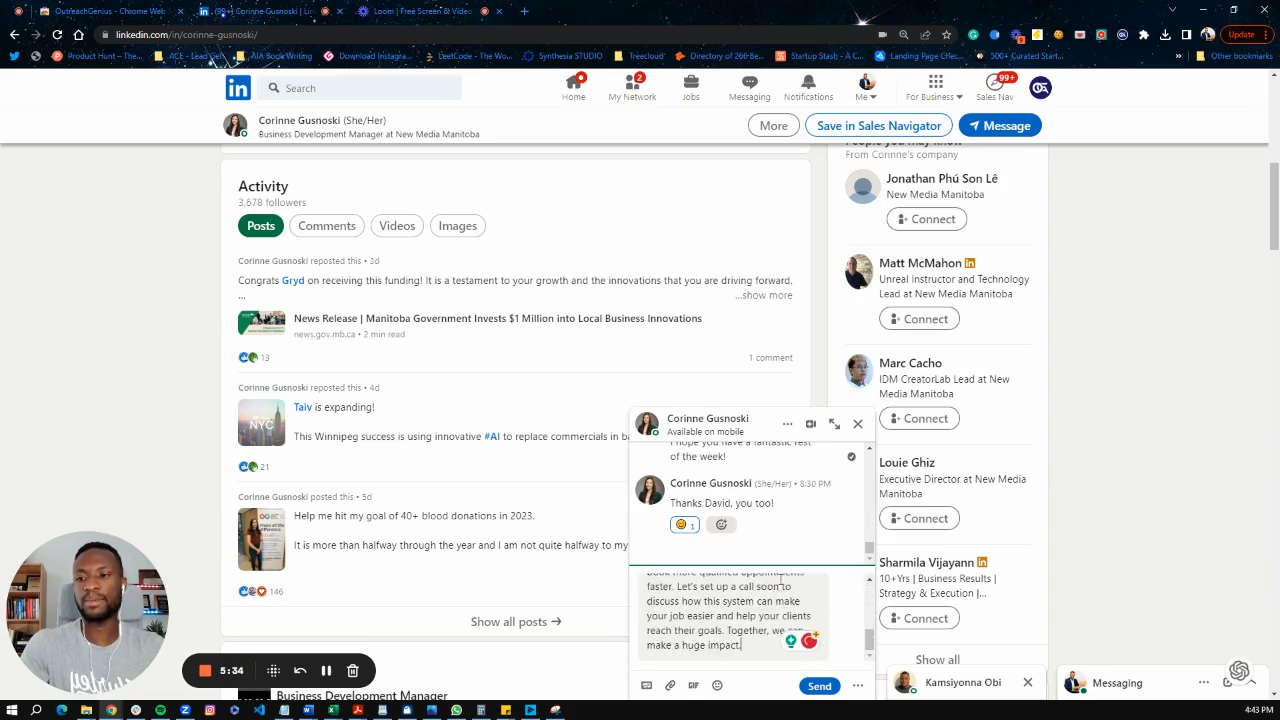 OutreachGenius - Chrome Web
(99+) Corinne Gusnoski | Lin
Loom | Free Screen & Video
linkedin.com/in/corinne-gusnoski/
Update
Product Hunt – The...
ACE - Lead Gen
AIA Book Writing
Download Instagra...
LeetCode - The Wo...
Synthesia STUDIO
Treecloud
Directory of 266 Be...
Startup Stash - A C...
Landing Page Effec...
500+ Curated Start...
Other bookmarks
in
Search
Home
2
My Network
Jobs
Messaging
Notifications
Me
For Business
99+
Sales Nav
Corinne Gusnoski (She/Her)
Business Development Manager at New Media Manitoba
More
Save in Sales Navigator
Message
People you may know
From Corinne's company
Jonathan Phú Son Lê
New Media Manitoba
Connect
Matt McMahon
Unreal Instructor and Technology
Lead at New Media Manitoba
Connect
Marc Cacho
IDM CreatorLab Lead at New
Media Manitoba
Connect
Louie Ghiz
Executive Director at New Media
Manitoba
Connect
Sharmila Vijayann
10+Yrs | Business Results |
Strategy & Execution |...
Connect
Show all
Activity
3,678 followers
Posts
Comments
Videos
Images
Corinne Gusnoski reposted this • 3d
Congrats Gryd on receiving this funding! It is a testament to your growth and the innovations that you are driving forward.
...
...show more
News Release | Manitoba Government Invests $1 Million into Local Business Innovations
news.gov.mb.ca • 2 min read
13
1 comment
Corinne Gusnoski reposted this • 4d
Taiv is expanding!
NYC
This Winnipeg success is using innovative #AI to replace commercials in b
21
Corinne Gusnoski posted this • 5d
Help me hit my goal of 40+ blood donations in 2023.
It is more than halfway through the year and I am not quite halfway to my
146
Show all posts →
Business Development Manager
Corinne Gusnoski
Available on mobile
I hope you have a fantastic rest
of the week!
Corinne Gusnoski (She/Her) • 8:30 PM
Thanks David, you too!
1
book more qualified appointments
faster. Let's set up a call soon to
discuss how this system can make
your job easier and help your clients
reach their goals. Together, we can
make a huge impact.
GIF
Send
Kamsiyonna Obi
Messaging
5:34
4:43 PM